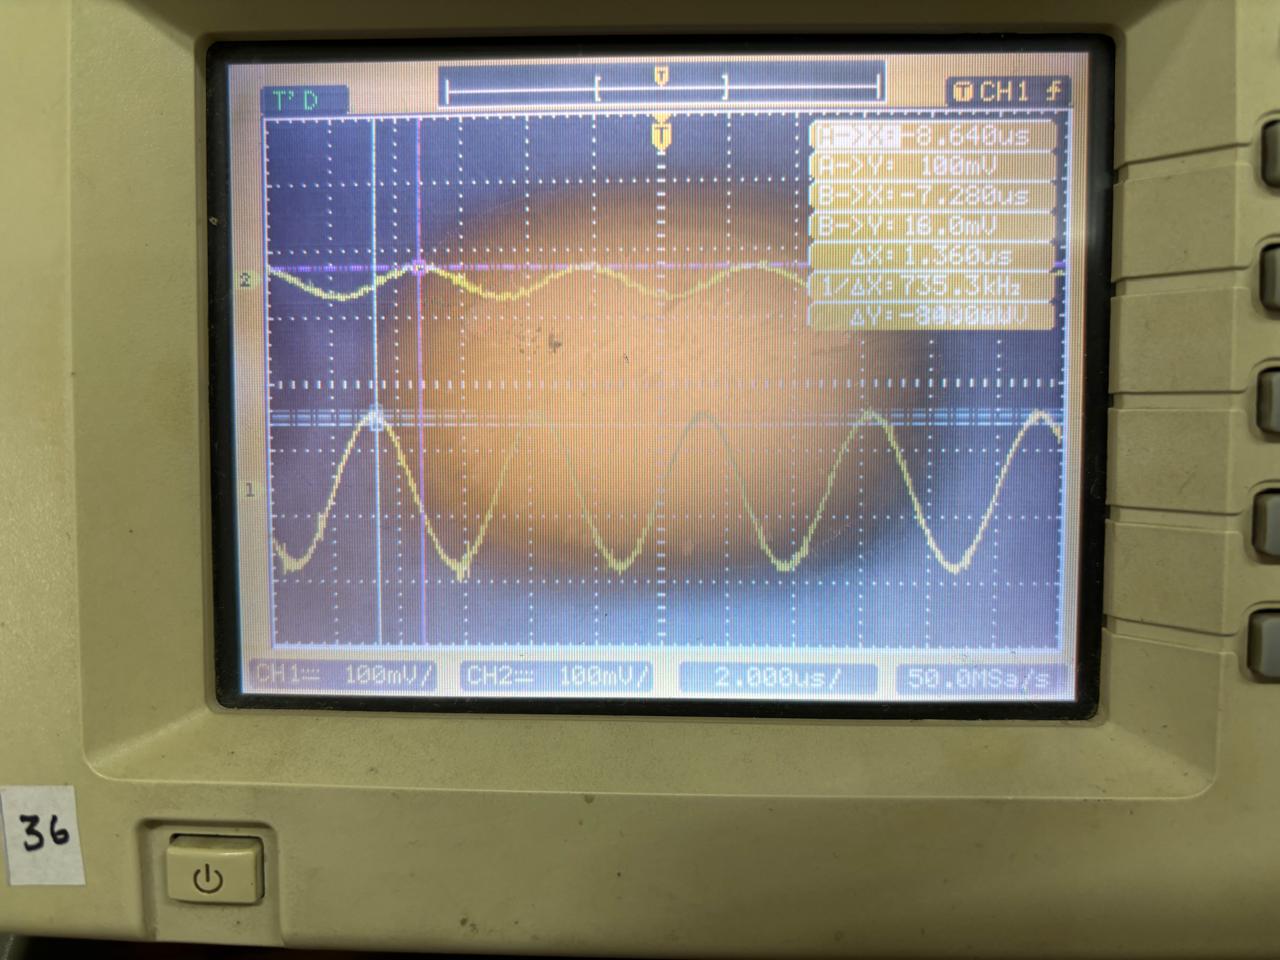 T'D
T
T CH1
T
A->X:-8.640us
A->Y: 100mV
B->X:-7.280us
B->Y: 16.0mV
ΔX: 1.360us
1/ΔX: 735.3kHz
2
1
CH1 100mV/ CH2 100mV/ 2.000us/ 50.0MSa/s
36